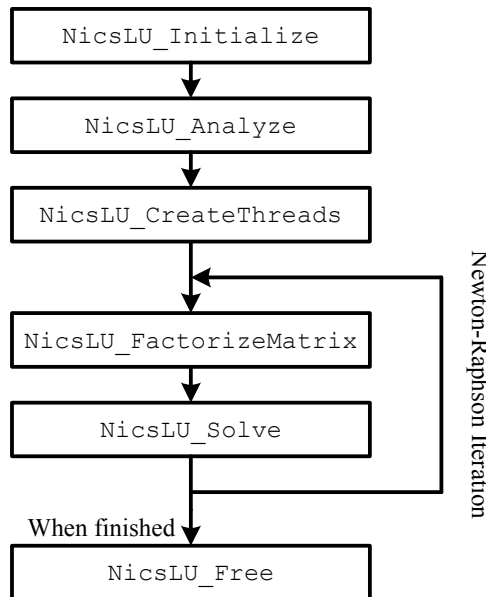 NicsLU_Initialize
NicsLU_Analyze
NicsLU_CreateThreads
NicsLU_FactorizeMatrix
NicsLU_Solve
Newton-Raphson Iteration
When finished
NicsLU_Free